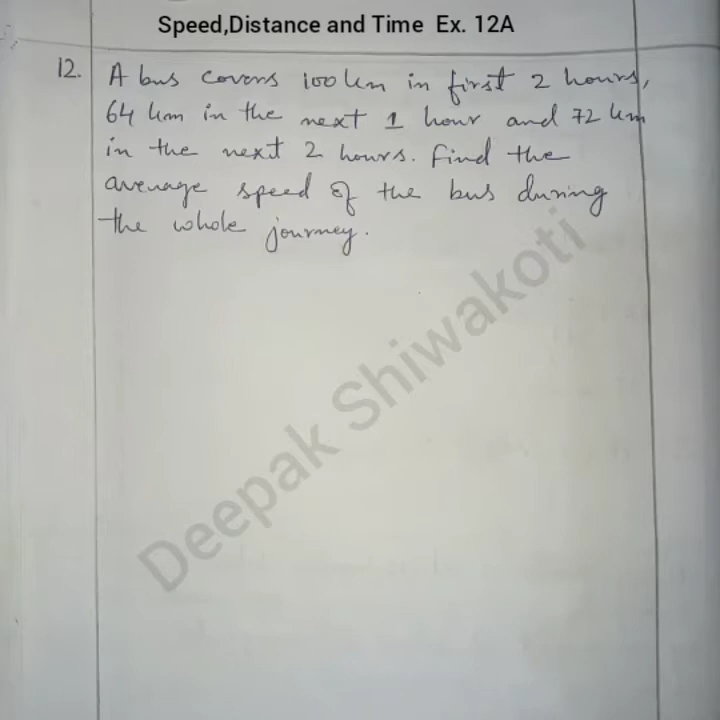 Speed,Distance and Time Ex. 12A
12. A bus covers 100 km in first 2 hours,
64 km in the next 1 hour and 72 km
in the next 2 hours. Find the
average speed of the bus during
the whole journey.
Deepak Shiwakoti